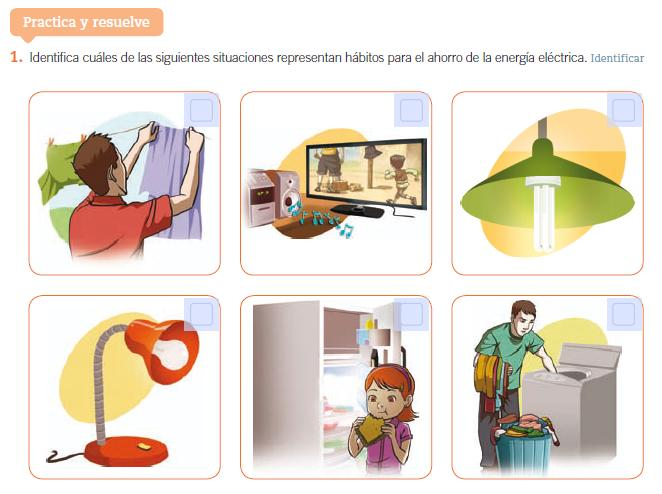 Practica y resuelve
1. Identifica cuáles de las siguientes situaciones representan hábitos para el ahorro de la energía eléctrica. Identificar